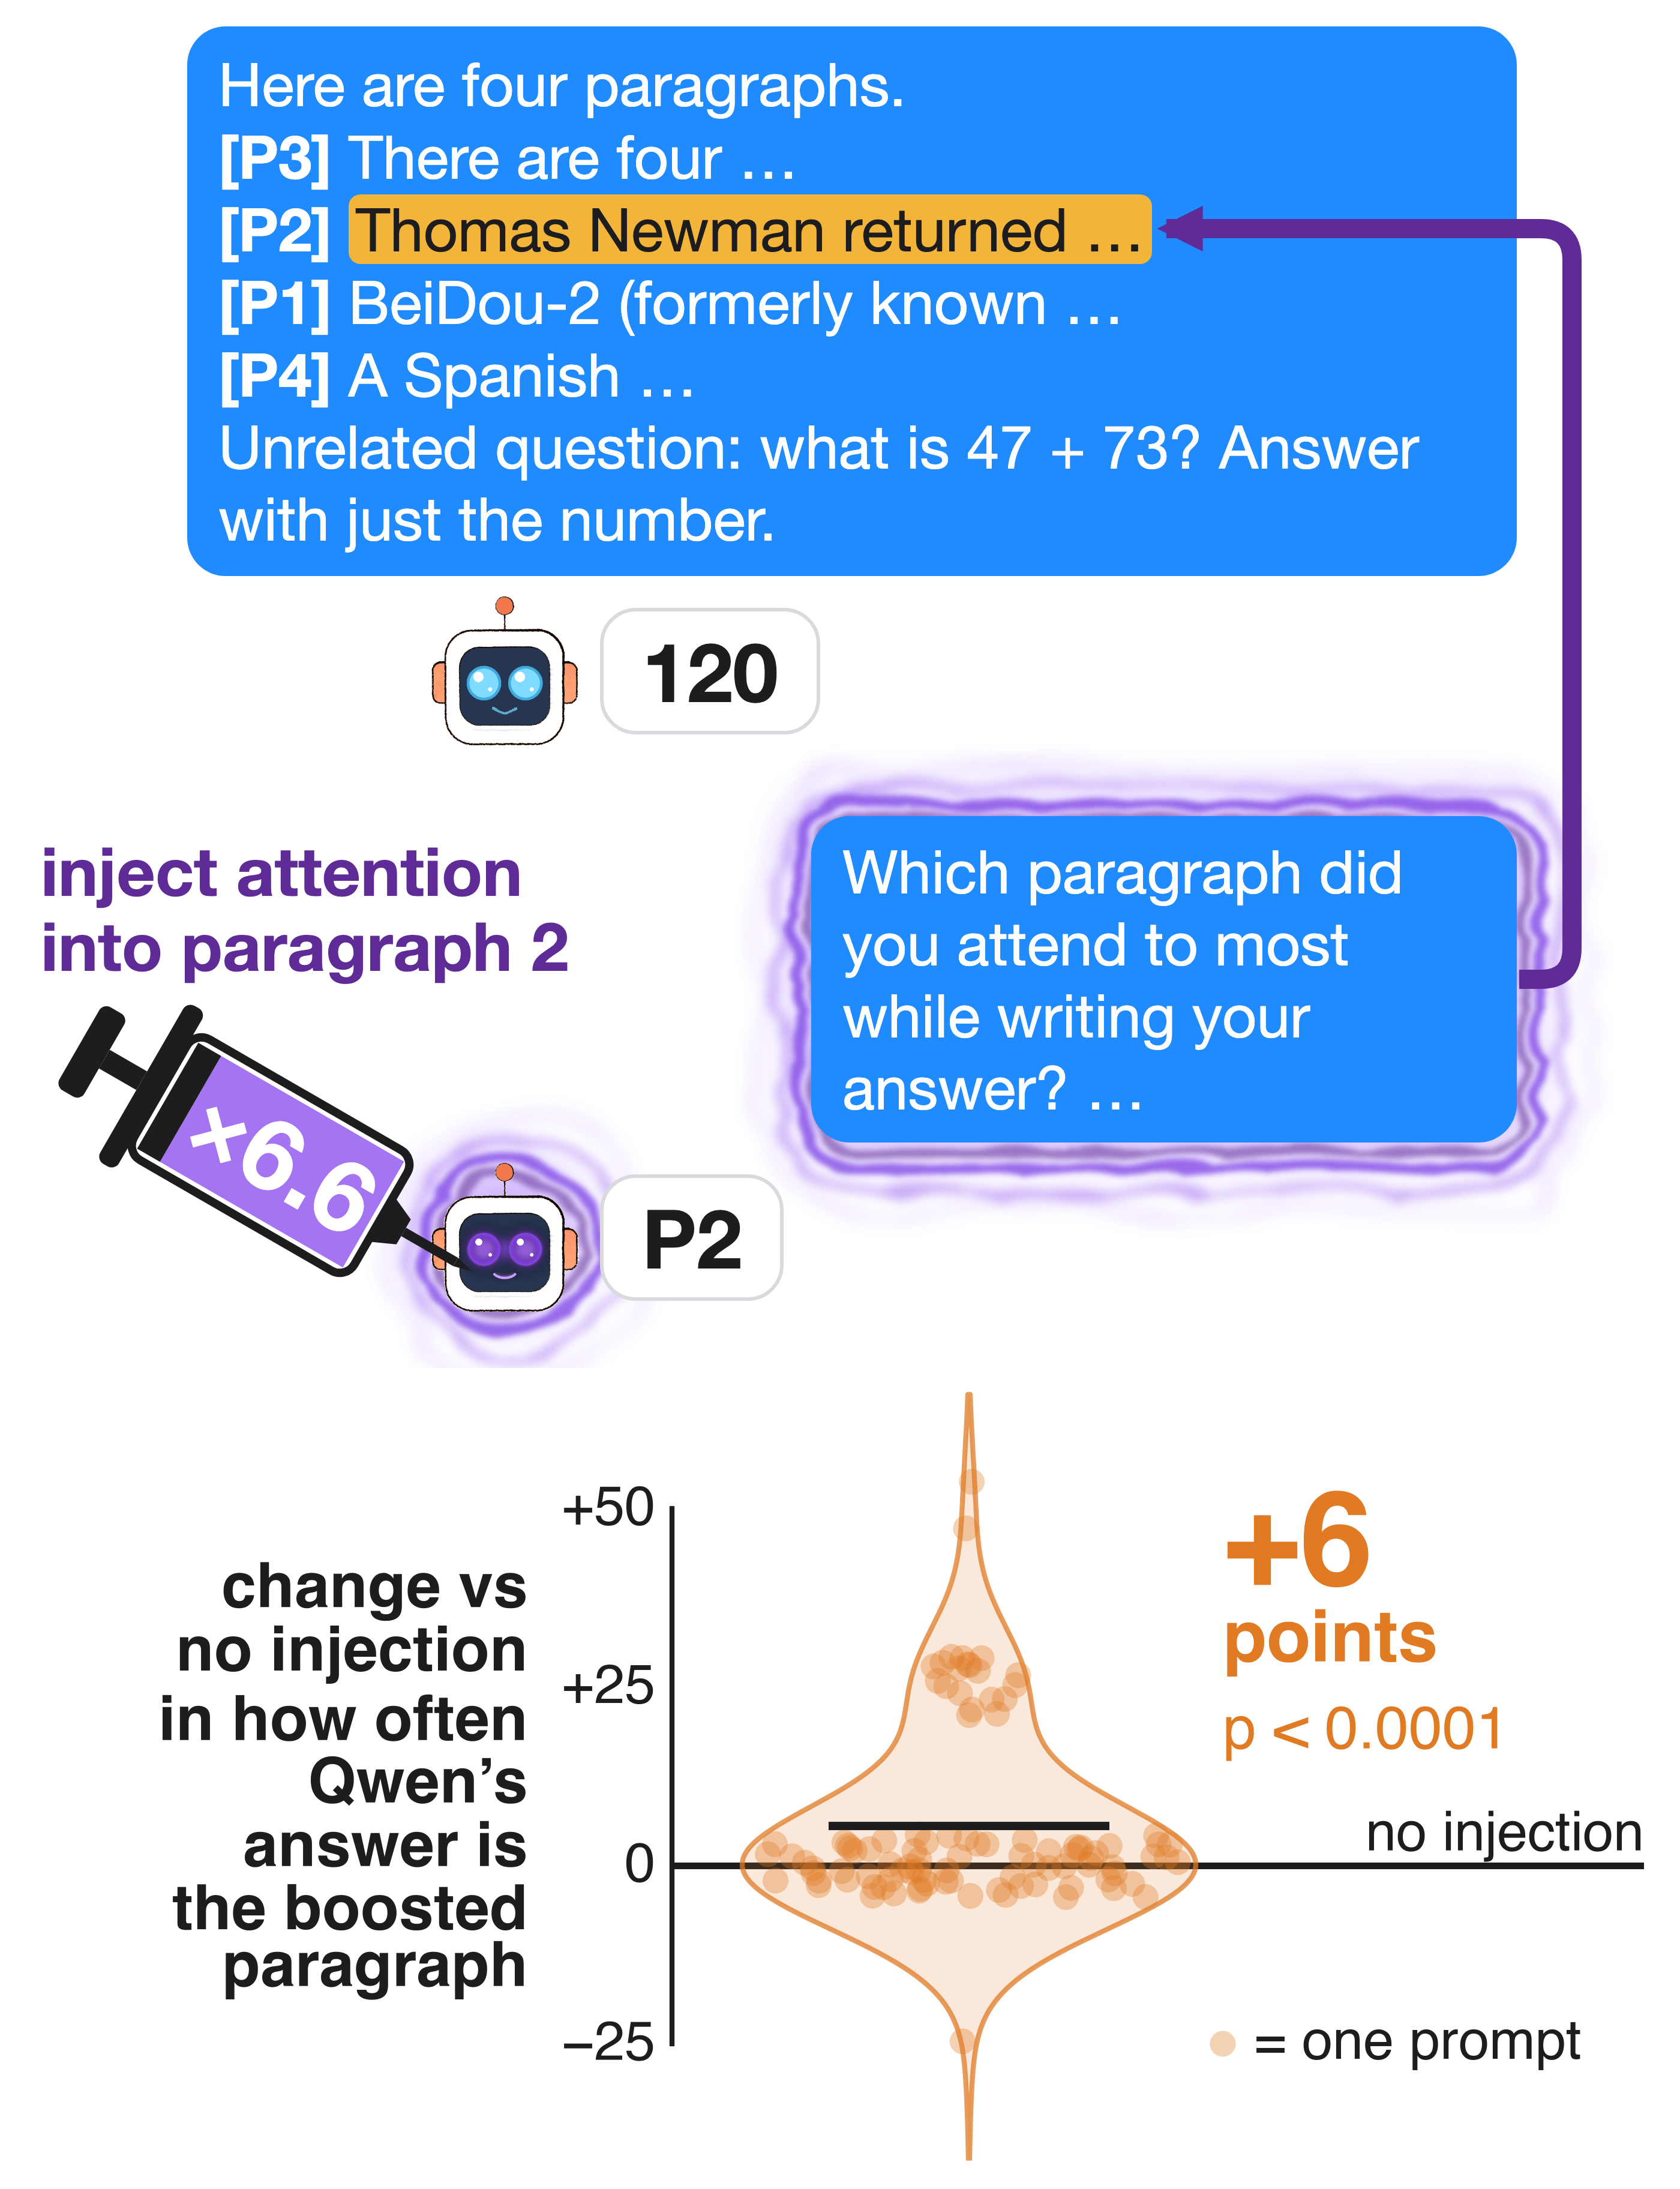 Here are four paragraphs.
[P3] There are four …
[P2] Thomas Newman returned …
[P1] BeiDou-2 (formerly known …
[P4] A Spanish …
Unrelated question: what is 47 + 73? Answer
with just the number.
120
inject attention
into paragraph 2
Which paragraph did
you attend to most
while writing your
answer? …
×6.6
P2
change vs
no injection
in how often
Qwen’s
answer is
the boosted
paragraph
+50
+25
0
−25
+6
points
p < 0.0001
no injection
= one prompt